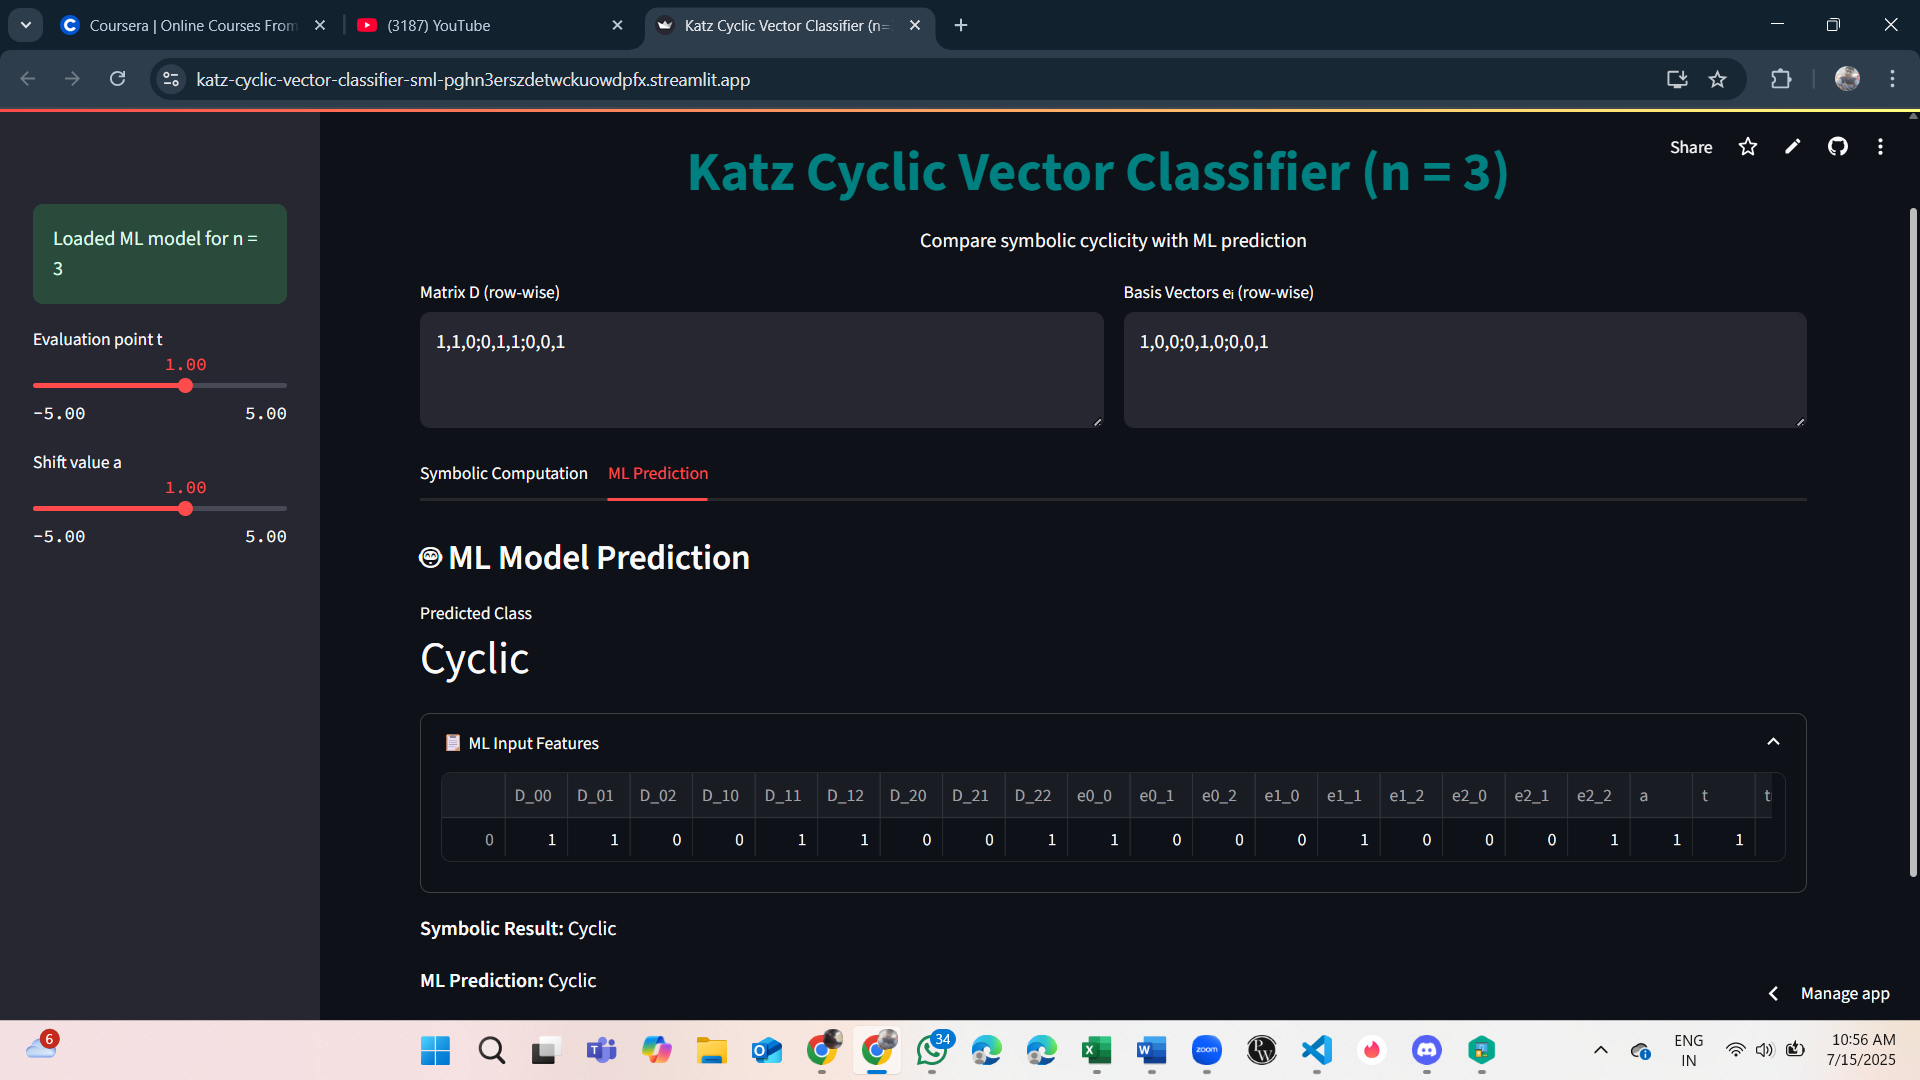 Coursera | Online Courses From
(3187) YouTube
Katz Cyclic Vector Classifier (n=
katz-cyclic-vector-classifier-sml-pghn3erszdetwckuowdpfx.streamlit.app
Share
Loaded ML model for n =
3
Evaluation point t
1.00
-5.00 5.00
Shift value a
1.00
-5.00 5.00
Katz Cyclic Vector Classifier (n = 3)
Compare symbolic cyclicity with ML prediction
Matrix D (row-wise)
1,1,0;0,1,1;0,0,1
Basis Vectors eᵢ (row-wise)
1,0,0;0,1,0;0,0,1
Symbolic Computation ML Prediction
ML Model Prediction
Predicted Class
Cyclic
ML Input Features
D_00 D_01 D_02 D_10 D_11 D_12 D_20 D_21 D_22 e0_0 e0_1 e0_2 e1_0 e1_1 e1_2 e2_0 e2_1 e2_2 a t t
0 1 1 0 0 1 1 0 0 1 1 0 0 0 1 0 0 0 1 1 1
Symbolic Result: Cyclic
ML Prediction: Cyclic
Manage app
6
34
zoom
PW
ENG
IN
10:56 AM
7/15/2025